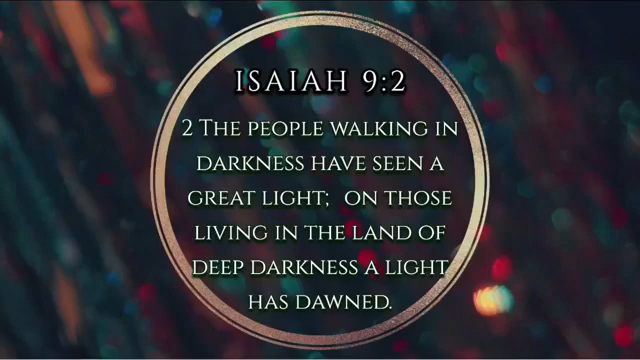 ISAIAH 9:2
2 THE PEOPLE WALKING IN
DARKNESS HAVE SEEN A
GREAT LIGHT; ON THOSE
LIVING IN THE LAND OF
DEEP DARKNESS A LIGHT
HAS DAWNED.